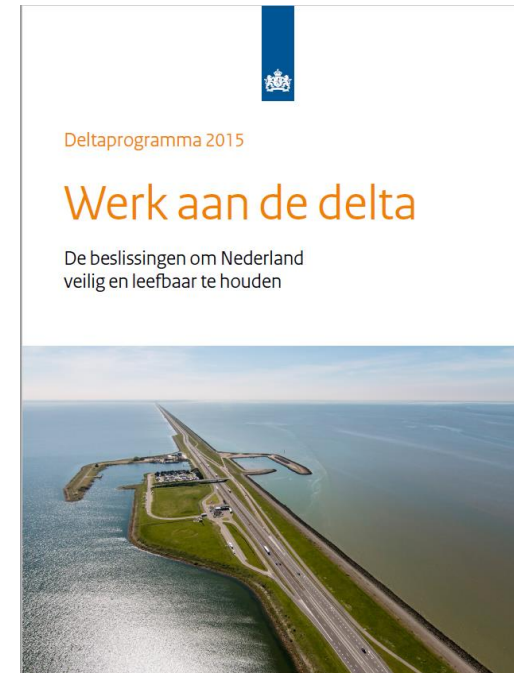 Deltaprogramma 2015
Werk aan de delta
De beslissingen om Nederland
veilig en leefbaar te houden